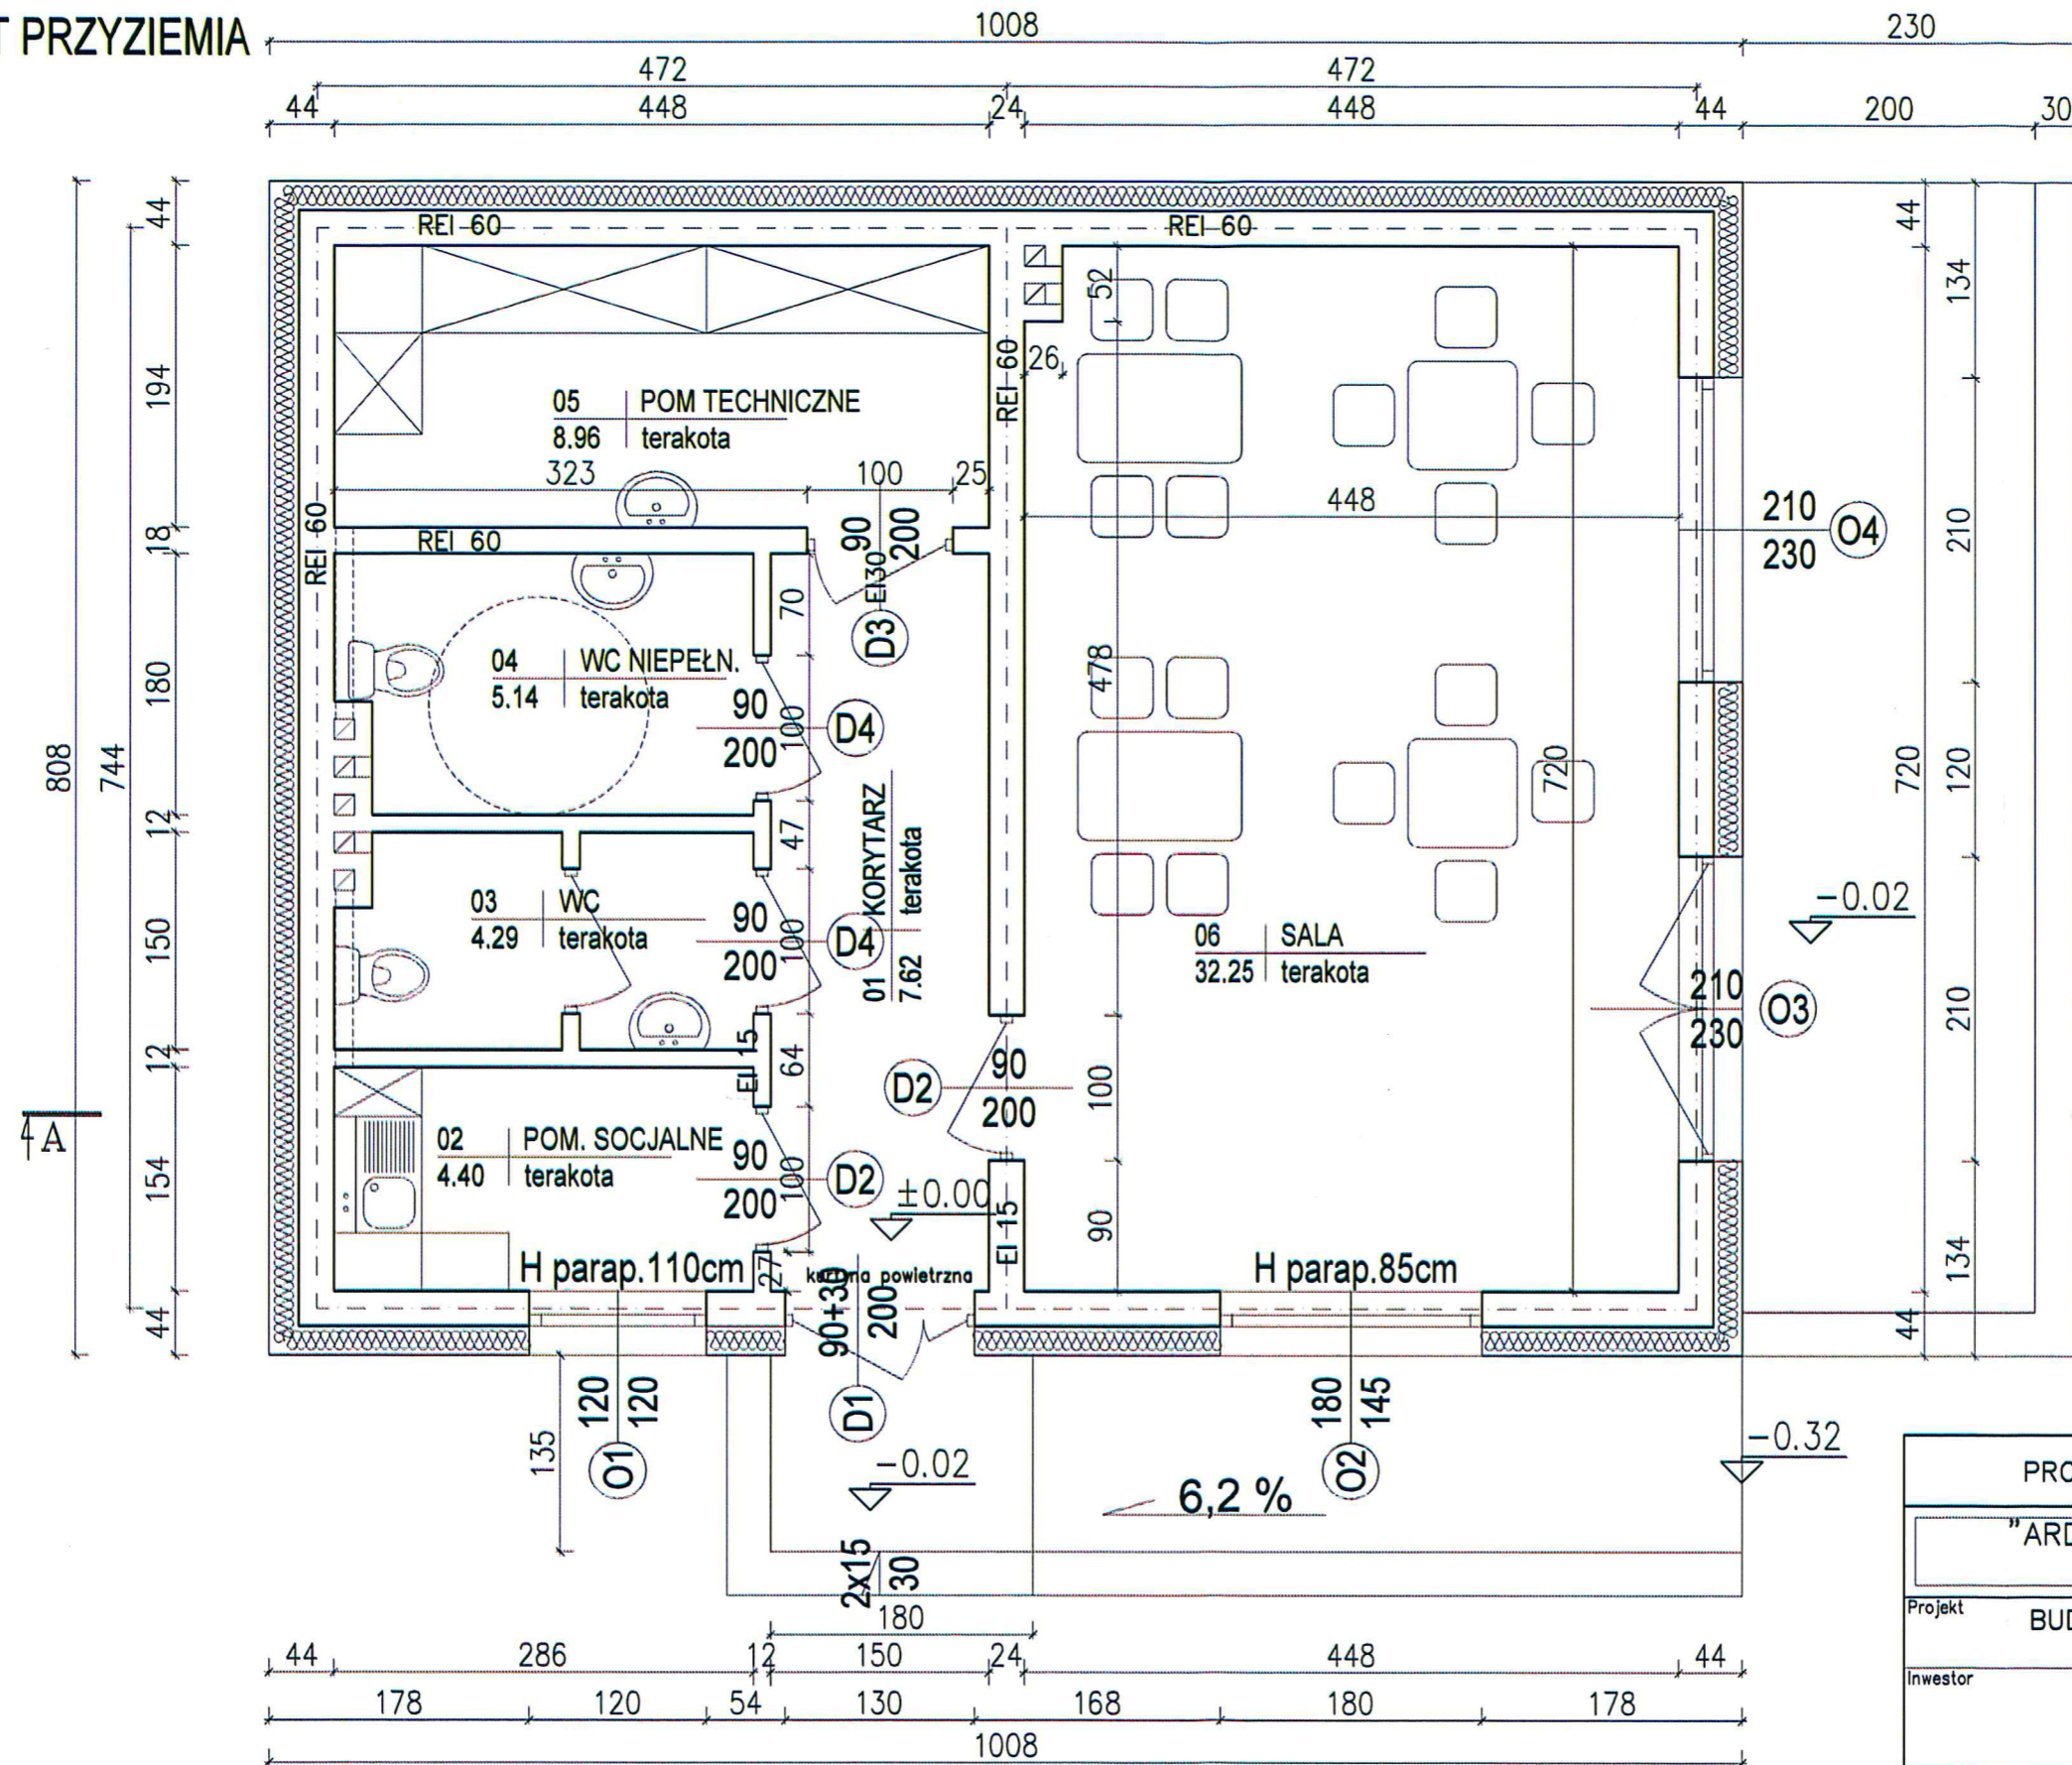 T PRZYZIEMIA
1008
230
472
472
44
448
24
448
44
200
30
REI 60
REI 60
44
44
134
52
REI 60
26
194
05 POM TECHNICZNE
8.96 terakota
323
100
25
448
210
230
O4
210
18
REI 60
REI 60
90
200
EI30
D3
70
180
04 WC NIEPEŁN.
5.14 terakota
90
200
100
D4
478
808
744
720
720
120
12
47
01 KORYTARZ
7.62 terakota
-0.02
150
03 WC
4.29 terakota
90
200
100
D4
06 SALA
32.25 terakota
210
230
O3
210
12
EI 15
64
D2
90
200
100
A
154
02 POM. SOCJALNE
4.40 terakota
90
200
100
D2
±0.00
EI 15
90
134
H parap.110cm
27
kurtyna powietrzna
H parap.85cm
44
90+30
200
44
120
120
O1
D1
180
145
O2
135
-0.02
6,2 %
-0.32
PRO
"ARD
2x15
30
Projekt
BUD
180
44
286
12
150
24
448
44
Inwestor
178
120
54
130
168
180
178
1008